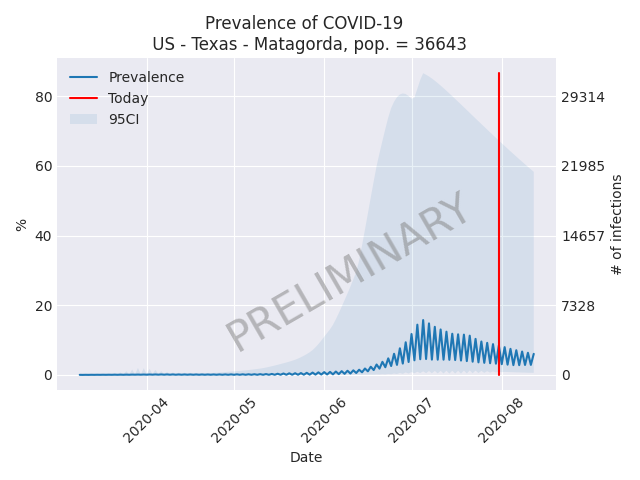 Prevalence of COVID-19
US - Texas - Matagorda, pop. = 36643
Prevalence
Today
95CI
80
60
40
20
0
%
29314
21985
14657
7328
0
# of infections
PRELIMINARY
2020-04
2020-05
2020-06
2020-07
2020-08
Date